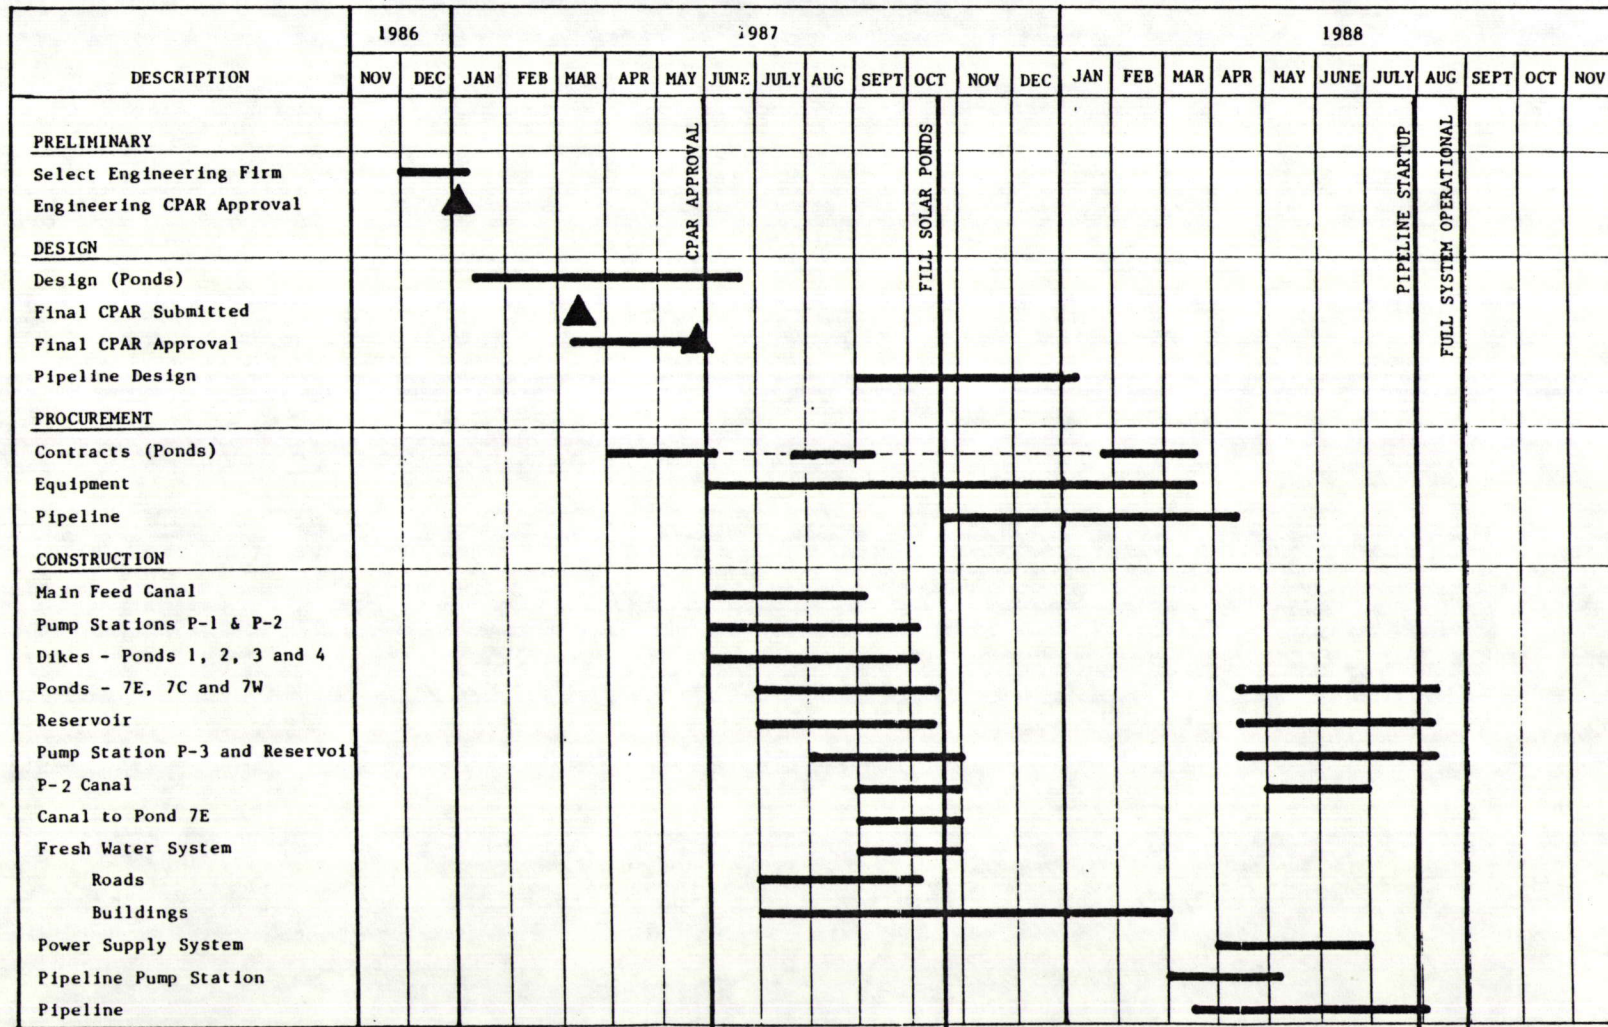 1986 1987 1988
DESCRIPTION NOV DEC JAN FEB MAR APR MAY JUNE JULY AUG SEPT OCT NOV DEC JAN FEB MAR APR MAY JUNE JULY AUG SEPT OCT NOV
CPAR APPROVAL
FILL SOLAR PONDS
PIPELINE STARTUP
FULL SYSTEM OPERATIONAL
PRELIMINARY
Select Engineering Firm
Engineering CPAR Approval
DESIGN
Design (Ponds)
Final CPAR Submitted
Final CPAR Approval
Pipeline Design
PROCUREMENT
Contracts (Ponds)
Equipment
Pipeline
CONSTRUCTION
Main Feed Canal
Pump Stations P-1 & P-2
Dikes - Ponds 1, 2, 3 and 4
Ponds - 7E, 7C and 7W
Reservoir
Pump Station P-3 and Reservoir
P-2 Canal
Canal to Pond 7E
Fresh Water System
Roads
Buildings
Power Supply System
Pipeline Pump Station
Pipeline